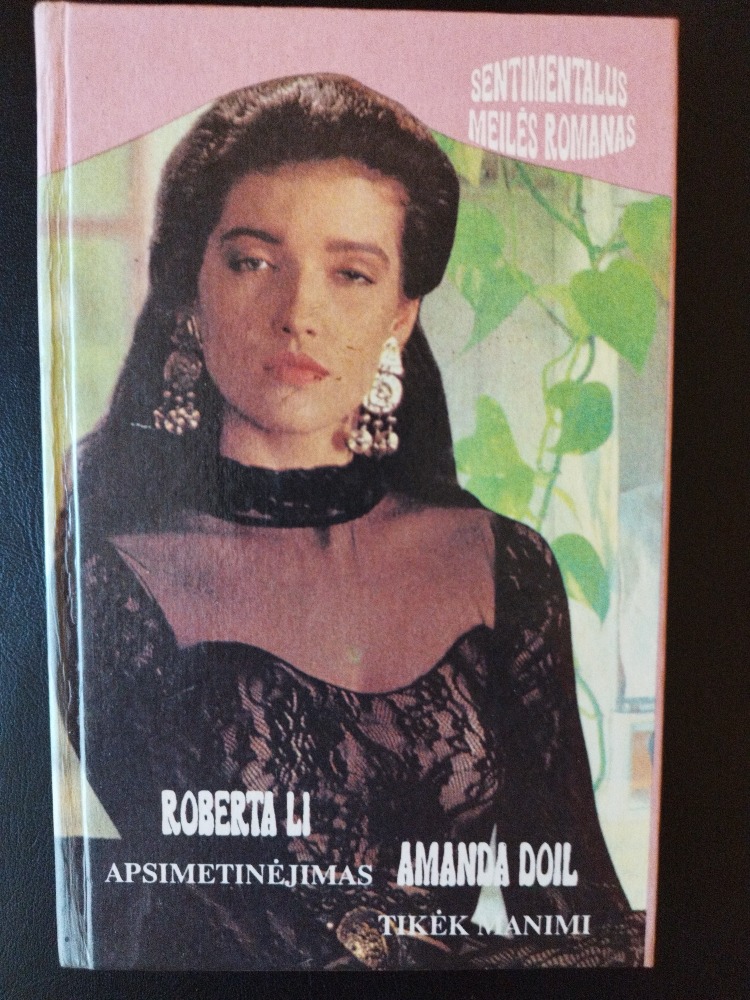 SENTIMENTALUS
MEILĖS ROMANAS
ROBERTA LI
APSIMETINĖJIMAS
AMANDA DOIL
TIKĖK MANIMI